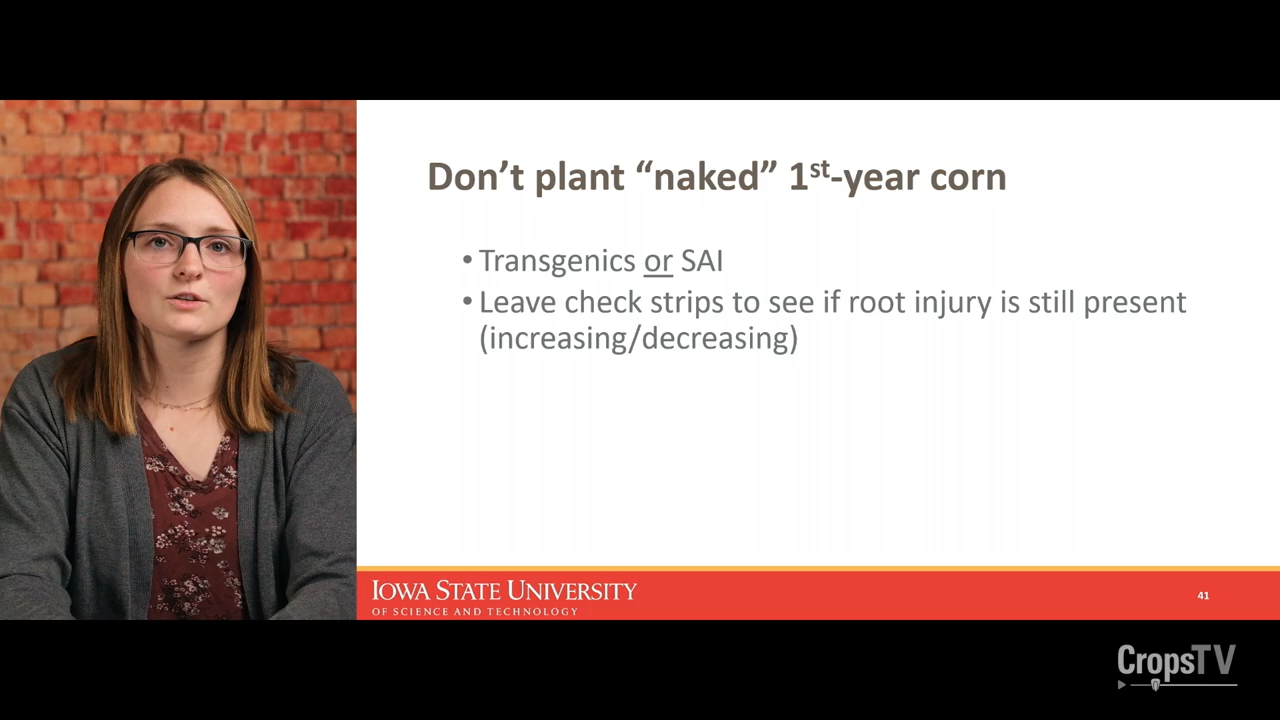 Don’t plant “naked” 1st-year corn
• Transgenics or SAI
• Leave check strips to see if root injury is still present
(increasing/decreasing)
IOWA STATE UNIVERSITY
OF SCIENCE AND TECHNOLOGY
41
CropsTV